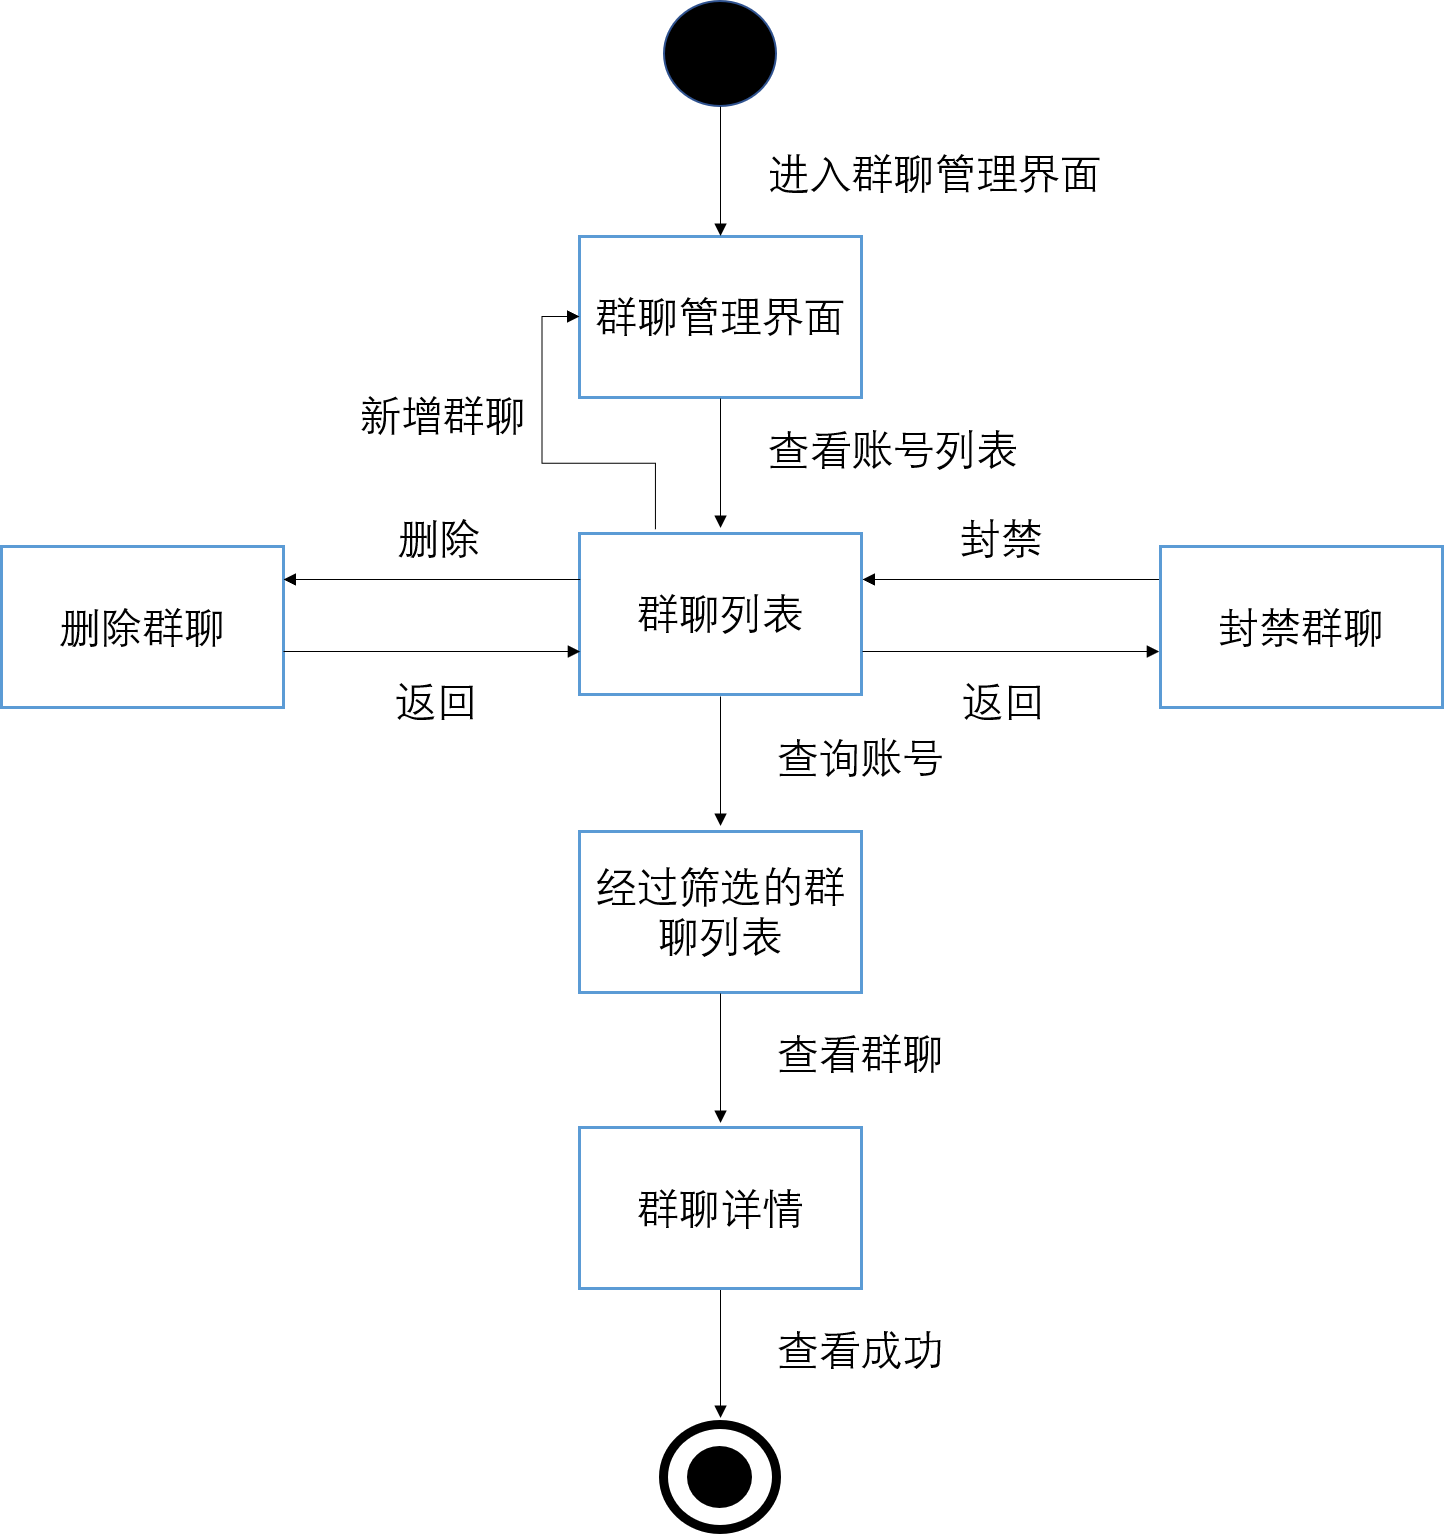 进入群聊管理界面
群聊管理界面
新增群聊
查看账号列表
删除
封禁
删除群聊
群聊列表
封禁群聊
返回
返回
查询账号
经过筛选的群
聊列表
查看群聊
群聊详情
查看成功